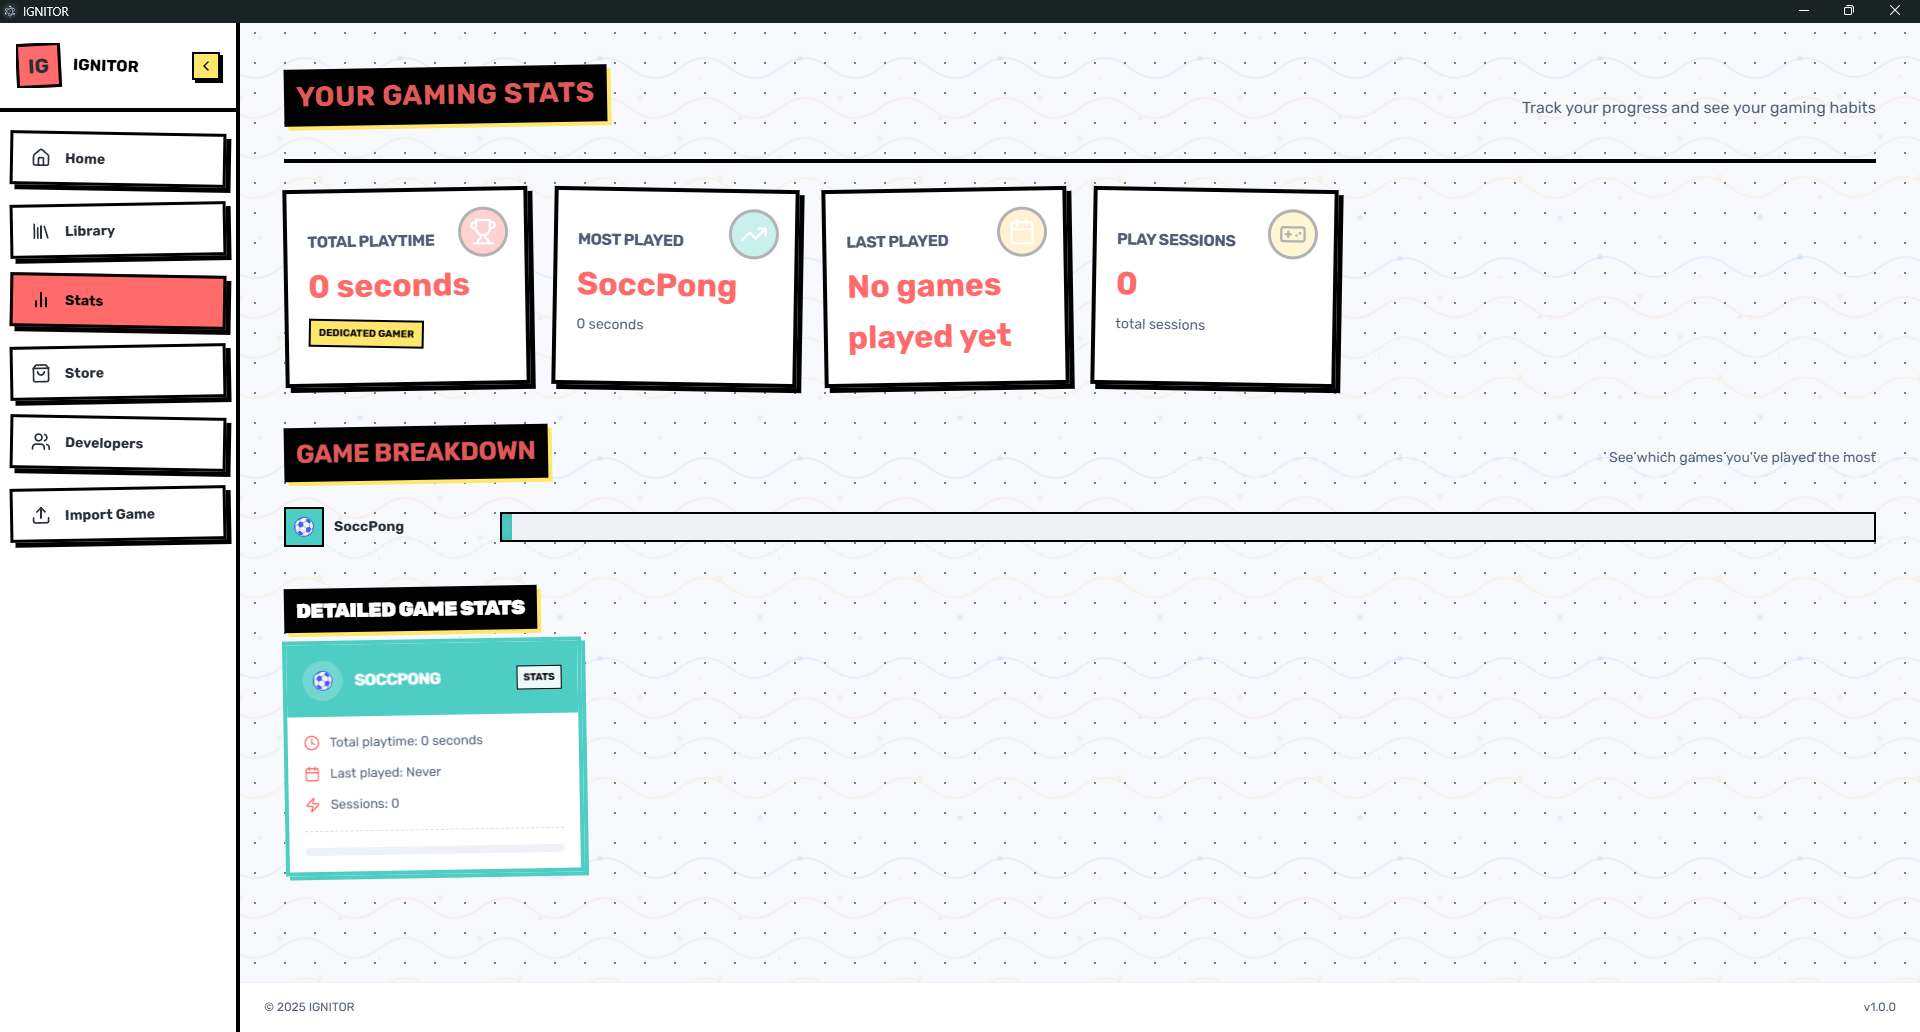 IGNITOR
IG
IGNITOR
Home
Library
Stats
Store
Developers
Import Game
YOUR GAMING STATS
Track your progress and see your gaming habits
TOTAL PLAYTIME
0 seconds
DEDICATED GAMER
MOST PLAYED
SoccPong
0 seconds
LAST PLAYED
No games
played yet
PLAY SESSIONS
0
total sessions
GAME BREAKDOWN
See which games you've played the most
SoccPong
DETAILED GAME STATS
SOCCPONG
STATS
Total playtime: 0 seconds
Last played: Never
Sessions: 0
© 2025 IGNITOR
v1.0.0